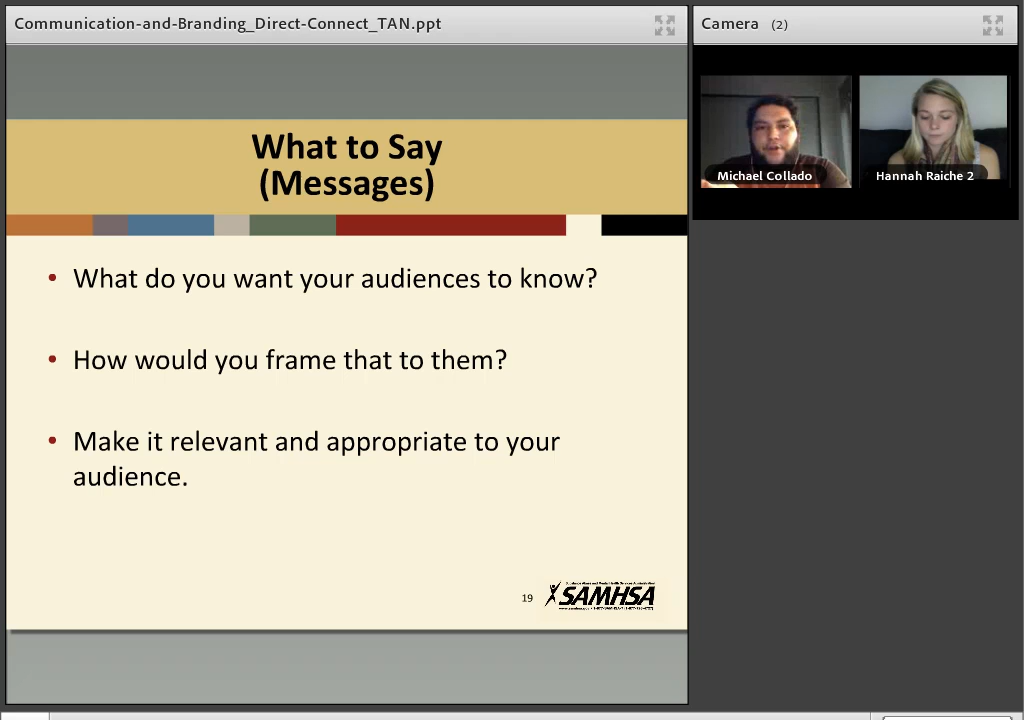 Communication-and-Branding_Direct-Connect_TAN.ppt
Camera (2)
Michael Collado
Hannah Raiche 2
What to Say
(Messages)
• What do you want your audiences to know?
• How would you frame that to them?
• Make it relevant and appropriate to your
audience.
19
SAMHSA